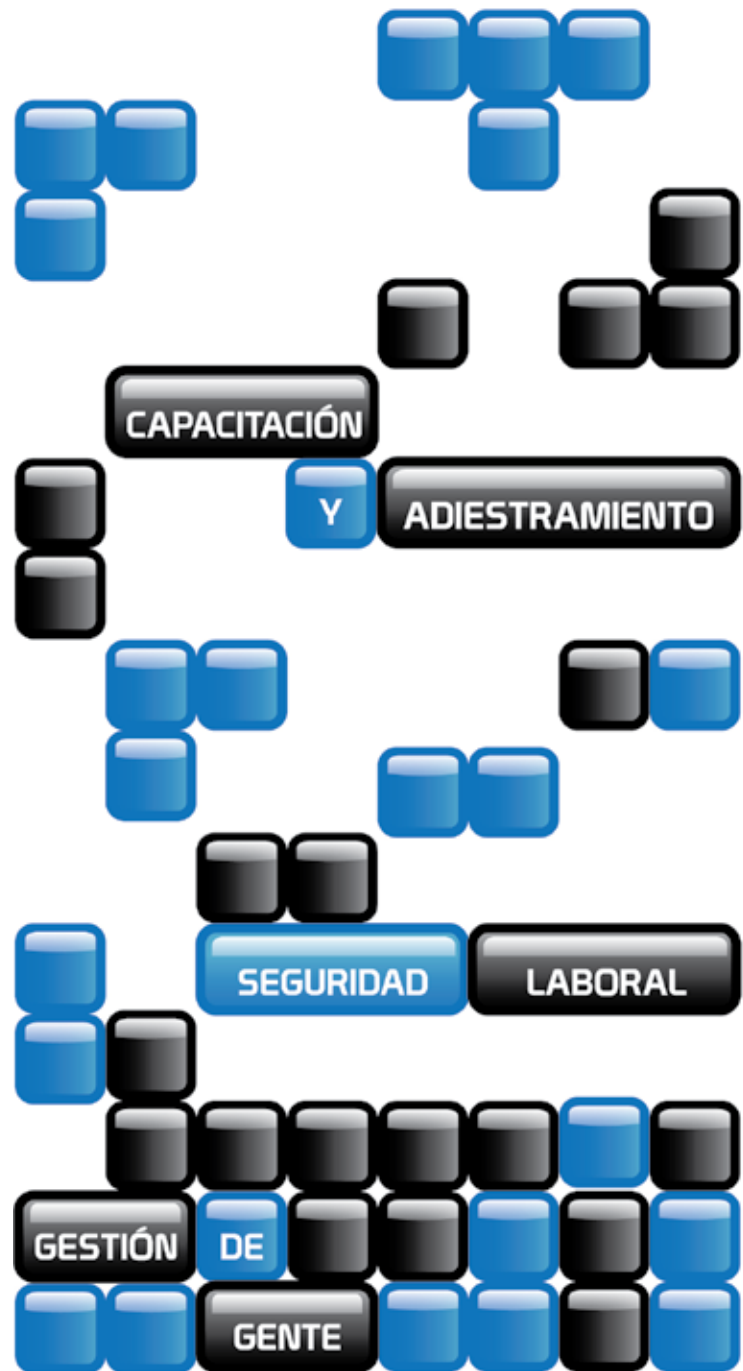 CAPACITACIÓN
Y ADIESTRAMIENTO
SEGURIDAD LABORAL
GESTIÓN DE
GENTE